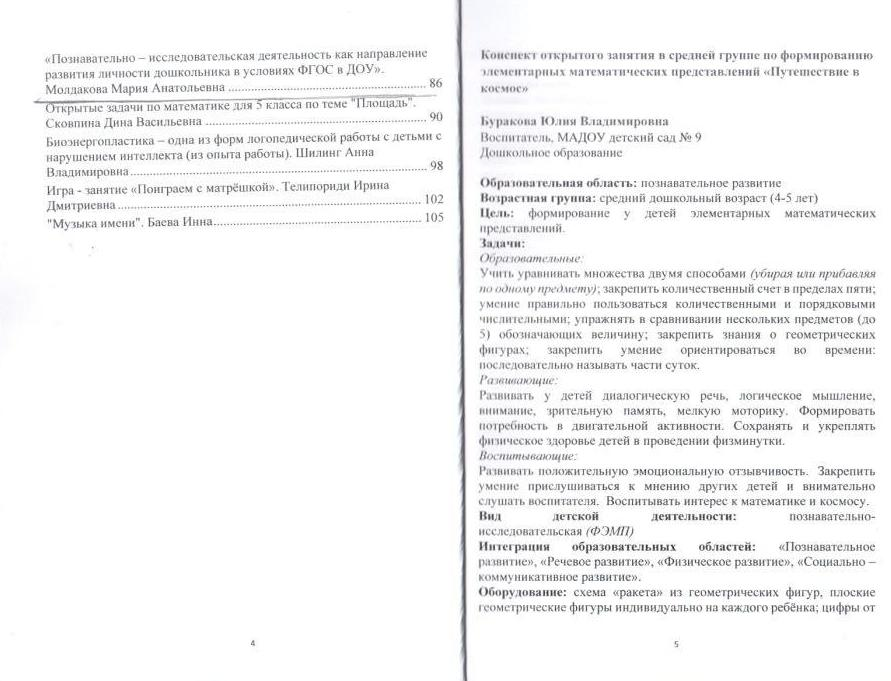 «Познавательно – исследовательская деятельность как направление
развития личности дошкольника в условиях ФГОС в ДОУ».
Молдакова Мария Анатольевна ........................................................ 86
Открытые задачи по математике для 5 класса по теме "Площадь".
Сковпина Дина Васильевна ............................................................... 90
Биоэнергопластика – одна из форм логопедической работы с детьми с
нарушением интеллекта (из опыта работы). Шилинг Анна
Владимировна.................................................................................... 98
Игра - занятие «Поиграем с матрёшкой». Телипориди Ирина
Дмитриевна ...................................................................................... 102
"Музыка имени". Баева Инна........................................................... 105
4
Конспект открытого занятия в средней группе по формированию
элементарных математических представлений «Путешествие в
космос»
Буракова Юлия Владимировна
Воспитатель, МАДОУ детский сад № 9
Дошкольное образование
Образовательная область: познавательное развитие
Возрастная группа: средний дошкольный возраст (4-5 лет)
Цель: формирование у детей элементарных математических
представлений.
Задачи:
Образовательные:
Учить уравнивать множества двумя способами (убирая или прибавляя
по одному предмету); закрепить количественный счет в пределах пяти;
умение правильно пользоваться количественными и порядковыми
числительными; упражнять в сравнивании нескольких предметов (до
5) обозначающих величину; закрепить знания о геометрических
фигурах; закрепить умение ориентироваться во времени:
последовательно называть части суток.
Развивающие:
Развивать у детей диалогическую речь, логическое мышление,
внимание, зрительную память, мелкую моторику. Формировать
потребность в двигательной активности. Сохранять и укреплять
физическое здоровье детей в проведении физминутки.
Воспитывающие:
Развивать положительную эмоциональную отзывчивость. Закрепить
умение прислушиваться к мнению других детей и внимательно
слушать воспитателя. Воспитывать интерес к математике и космосу.
Вид детской деятельности: познавательно-
исследовательская (ФЭМП)
Интеграция образовательных областей: «Познавательное
развитие», «Речевое развитие», «Физическое развитие», «Социально –
коммуникативное развитие».
Оборудование: схема «ракета» из геометрических фигур, плоские
геометрические фигуры индивидуально на каждого ребёнка; цифры от
5